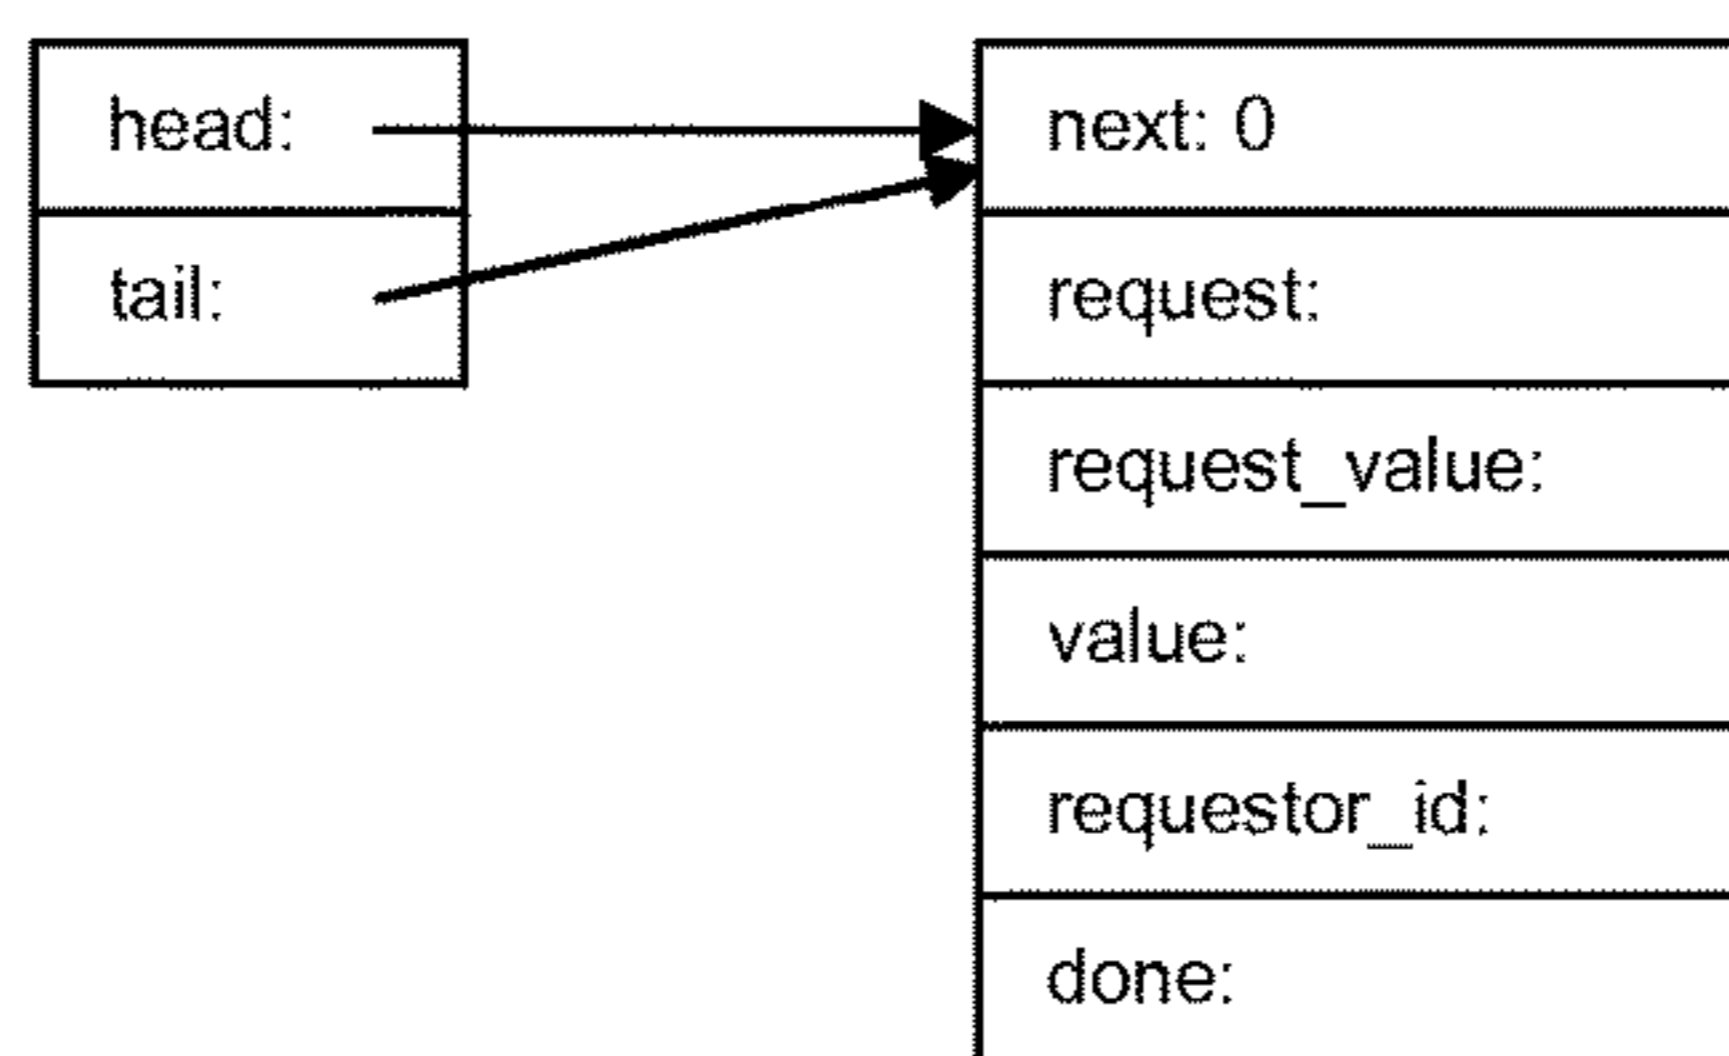 head:
tail:
next: 0
request:
request_value:
value:
requestor_id:
done: